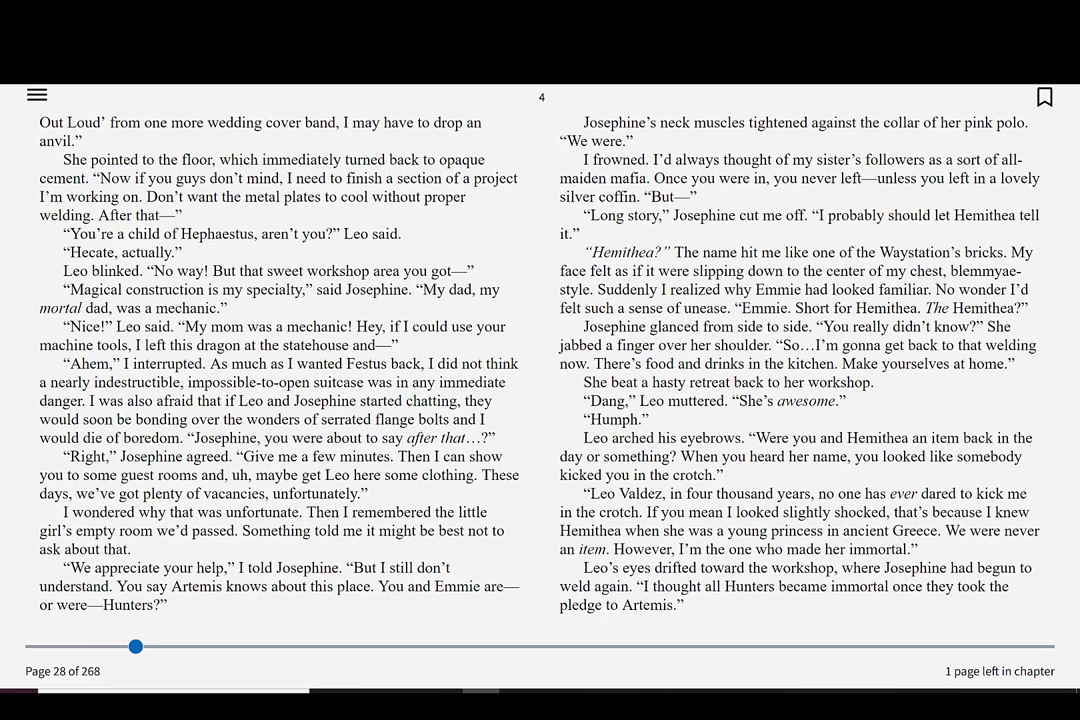 4
Out Loud’ from one more wedding cover band, I may have to drop an
anvil.”
She pointed to the floor, which immediately turned back to opaque
cement. “Now if you guys don’t mind, I need to finish a section of a project
I’m working on. Don’t want the metal plates to cool without proper
welding. After that—”
“You’re a child of Hephaestus, aren’t you?” Leo said.
“Hecate, actually.”
Leo blinked. “No way! But that sweet workshop area you got—”
“Magical construction is my specialty,” said Josephine. “My dad, my
mortal dad, was a mechanic.”
“Nice!” Leo said. “My mom was a mechanic! Hey, if I could use your
machine tools, I left this dragon at the statehouse and—”
“Ahem,” I interrupted. As much as I wanted Festus back, I did not think
a nearly indestructible, impossible-to-open suitcase was in any immediate
danger. I was also afraid that if Leo and Josephine started chatting, they
would soon be bonding over the wonders of serrated flange bolts and I
would die of boredom. “Josephine, you were about to say after that…?”
“Right,” Josephine agreed. “Give me a few minutes. Then I can show
you to some guest rooms and, uh, maybe get Leo here some clothing. These
days, we’ve got plenty of vacancies, unfortunately.”
I wondered why that was unfortunate. Then I remembered the little
girl’s empty room we’d passed. Something told me it might be best not to
ask about that.
“We appreciate your help,” I told Josephine. “But I still don’t
understand. You say Artemis knows about this place. You and Emmie are—
or were—Hunters?”
Josephine’s neck muscles tightened against the collar of her pink polo.
“We were.”
I frowned. I’d always thought of my sister’s followers as a sort of all-
maiden mafia. Once you were in, you never left—unless you left in a lovely
silver coffin. “But—”
“Long story,” Josephine cut me off. “I probably should let Hemithea tell
it.”
“Hemithea?” The name hit me like one of the Waystation’s bricks. My
face felt as if it were slipping down to the center of my chest, blemmyae-
style. Suddenly I realized why Emmie had looked familiar. No wonder I’d
felt such a sense of unease. “Emmie. Short for Hemithea. The Hemithea?”
Josephine glanced from side to side. “You really didn’t know?” She
jabbed a finger over her shoulder. “So…I’m gonna get back to that welding
now. There’s food and drinks in the kitchen. Make yourselves at home.”
She beat a hasty retreat back to her workshop.
“Dang,” Leo muttered. “She’s awesome.”
“Humph.”
Leo arched his eyebrows. “Were you and Hemithea an item back in the
day or something? When you heard her name, you looked like somebody
kicked you in the crotch.”
“Leo Valdez, in four thousand years, no one has ever dared to kick me
in the crotch. If you mean I looked slightly shocked, that’s because I knew
Hemithea when she was a young princess in ancient Greece. We were never
an item. However, I’m the one who made her immortal.”
Leo’s eyes drifted toward the workshop, where Josephine had begun to
weld again. “I thought all Hunters became immortal once they took the
pledge to Artemis.”
Page 28 of 268
1 page left in chapter